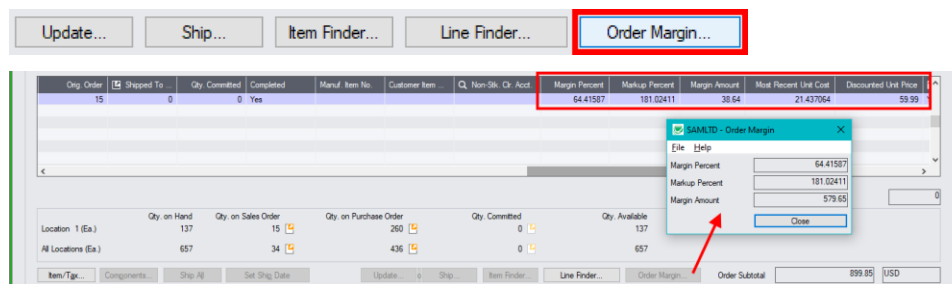 Update... Ship... Item Finder... Line Finder... Order Margin...
Orig. Order Shipped To ... Qty. Committed Completed Manuf. Item No. Customer Item ... Non-Stk. Clr. Acct. Margin Percent Markup Percent Margin Amount Most Recent Unit Cost Discounted Unit Price
15 0 0 Yes 64.41587 181.02411 38.64 21.437064 59.99
SAMLTD - Order Margin
File Help
Margin Percent 64.41587
Markup Percent 181.02411
Margin Amount 579.65
Close
0
Qty. on Hand Qty. on Sales Order Qty. on Purchase Order Qty. Committed Qty. Available
Location 1 (Ea.) 137 15 260 0 137
All Locations (Ea.) 657 34 436 0 657
Item/Tax... Components... Ship All Set Ship Date Update... Ship... Item Finder... Line Finder... Order Margin... Order Subtotal 899.85 USD